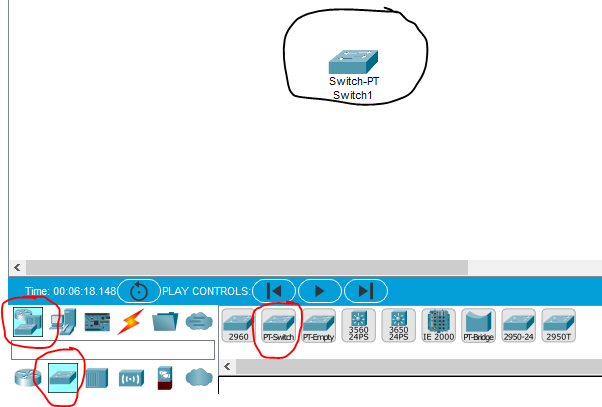 Switch-PT
Switch1
Time: 00:06:18.148 PLAY CONTROLS:
2960 PT-Switch PT-Empty 3560 24PS 3650 24PS IE 2000 PT-Bridge 2950-24 2950T